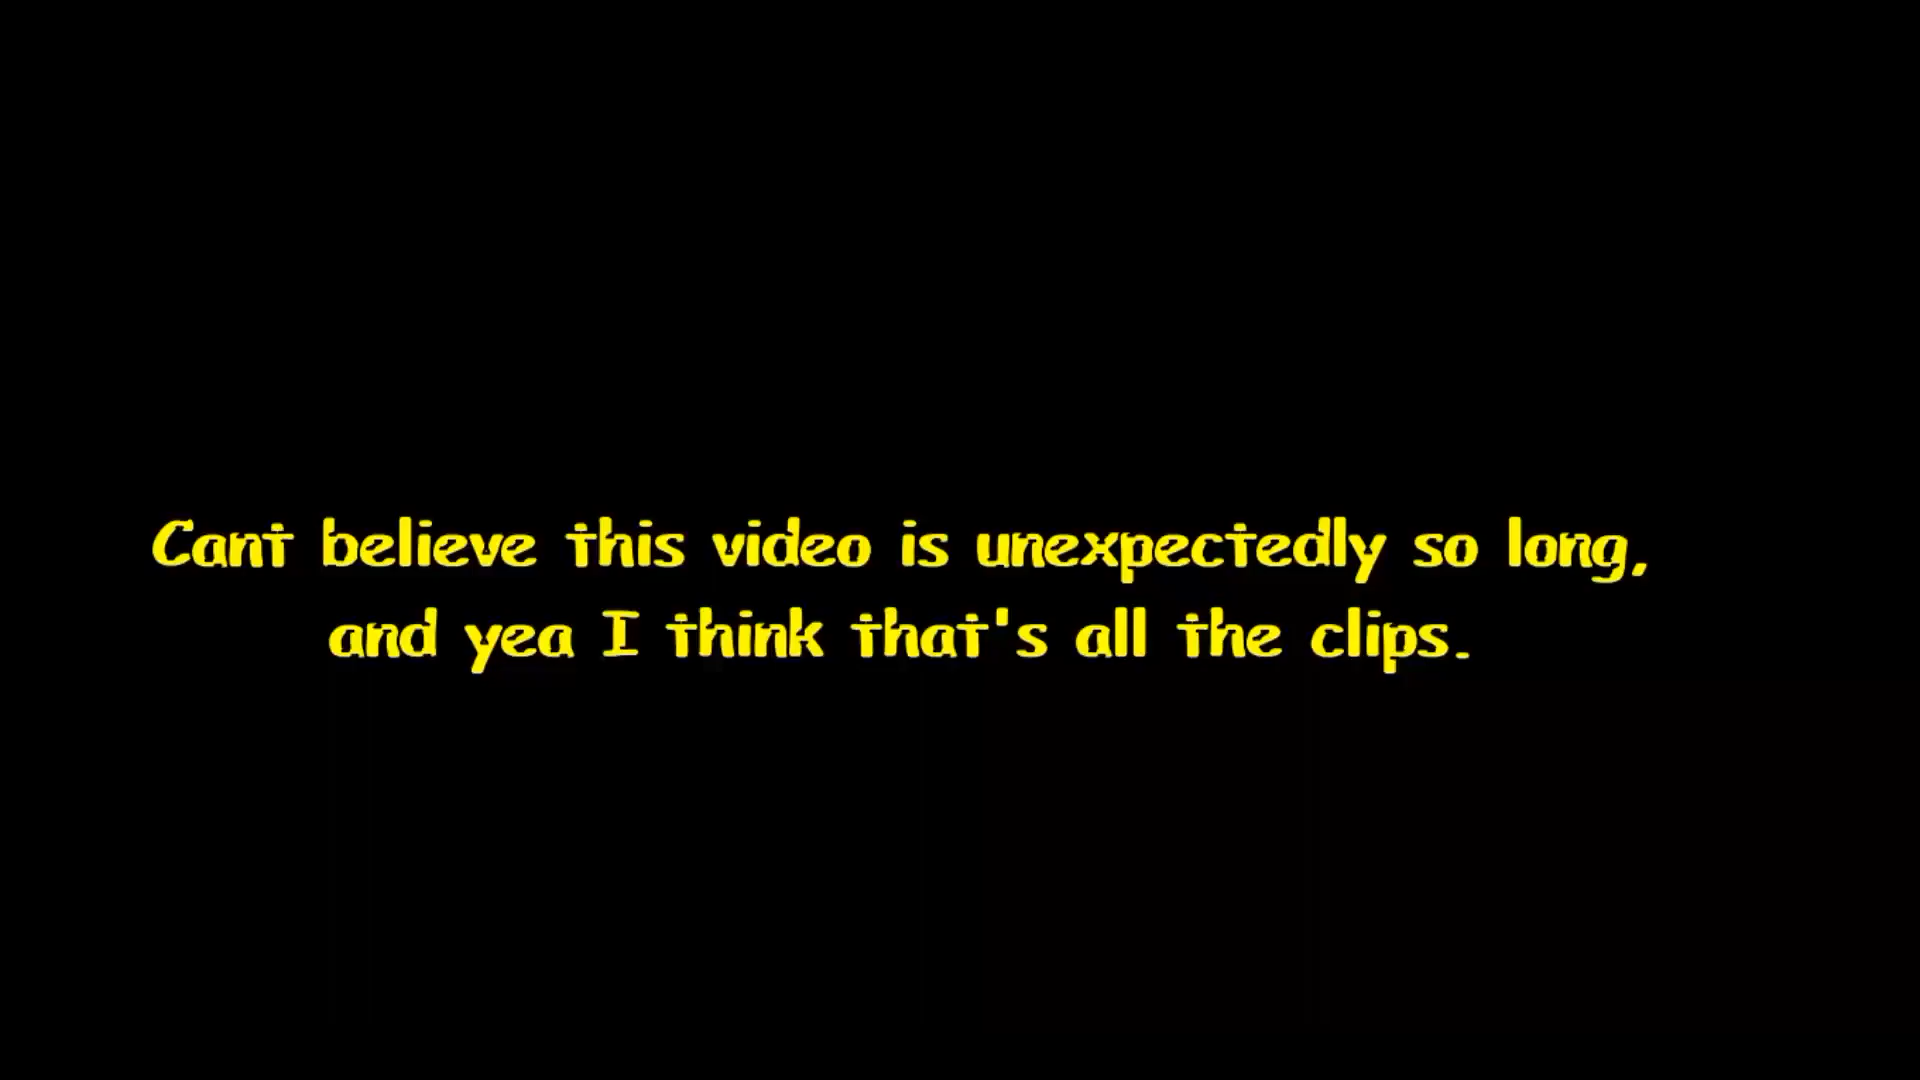 Cant believe this video is unexpectedly so long,
and yea I think that's all the clips.